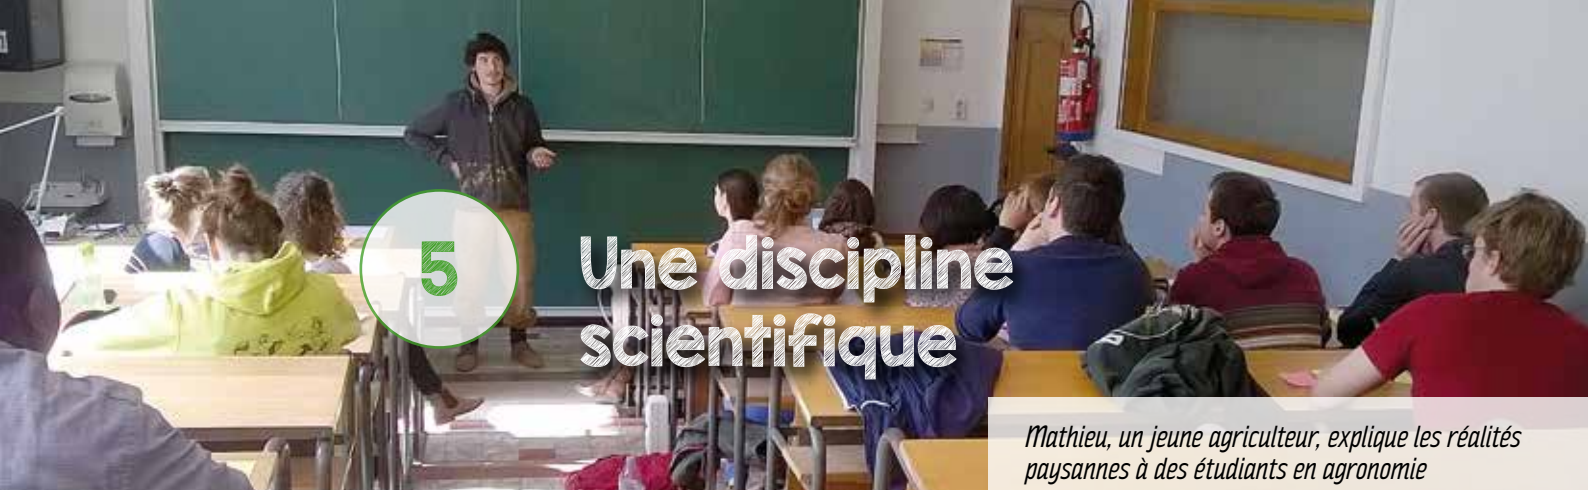 5
Une discipline
scientifique
Mathieu, un jeune agriculteur, explique les réalités
paysannes à des étudiants en agronomie